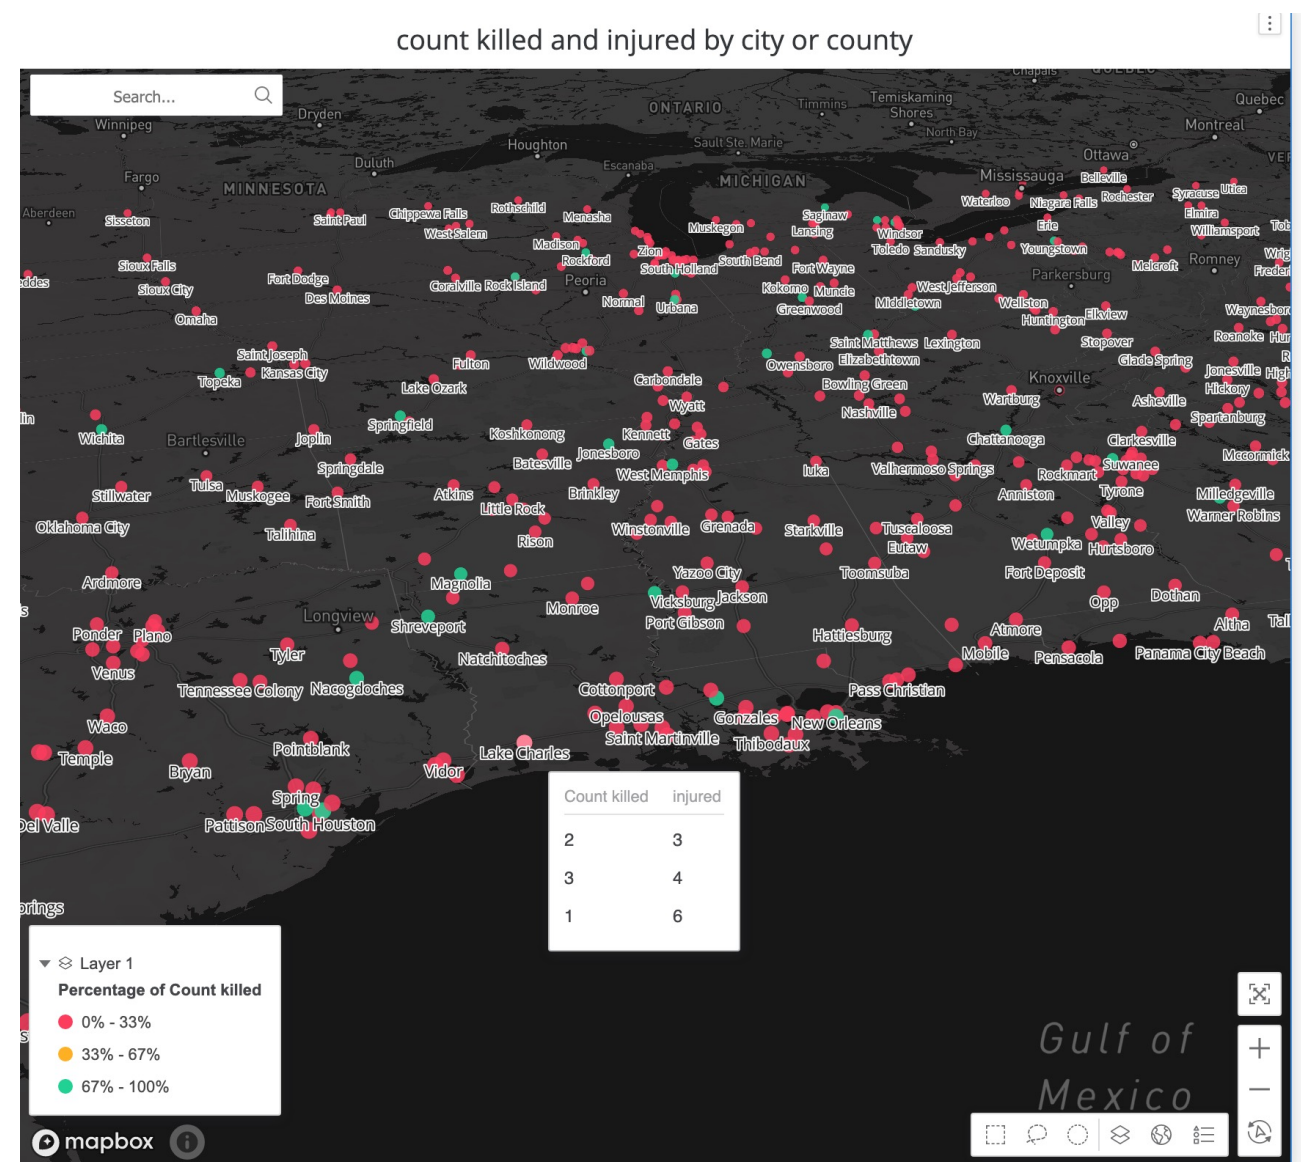 count killed and injured by city or county
Search...
Chapais
QUEBEC
Winnipeg
Dryden
ONTARIO
Timmins
Temiskaming
Shores
Quebec
Montreal
Houghton
Sault Ste. Marie
North Bay
Ottawa
Duluth
Escanaba
MICHIGAN
Mississauga
Belleville
Fargo
MINNESOTA
Waterloo
Niagara Falls
Rochester
Syracuse
Utica
Aberdeen
Sisseton
Saint Paul
Chippewa Falls
Rothschild
Menasha
Saginaw
Elmira
West Salem
Muskegon
Lansing
Windsor
Erie
Williamsport
Madison
Zion
Toledo
Sandusky
Youngstown
Rockford
South Holland
South Bend
Fort Wayne
Melcroft
Romney
Sioux Falls
Fort Dodge
Parkersburg
Sioux City
Des Moines
Coralville
Rock Island
Peoria
Kokomo
Muncie
West Jefferson
Normal
Urbana
Greenwood
Middletown
Wellston
Huntington
Elkview
Omaha
Saint Matthews
Lexington
Stopover
Roanoke
Saint Joseph
Kansas City
Fulton
Wildwood
Owensboro
Elizabethtown
Glade Spring
Topeka
Lake Ozark
Carbondale
Bowling Green
Knoxville
Jonesville
Hickory
Wyatt
Nashville
Wartburg
Asheville
Spartanburg
Wichita
Bartlesville
Joplin
Springfield
Koshkonong
Kennett
Gates
Chattanooga
Clarkesville
Jonesboro
Springdale
Batesville
West Memphis
Iuka
Valhermoso Springs
Rockmart
Suwanee
Mccormick
Stillwater
Tulsa
Muskogee
Fort Smith
Atkins
Brinkley
Anniston
Tyrone
Milledgeville
Little Rock
Warner Robins
Oklahoma City
Talihina
Rison
Winstonville
Grenada
Starkville
Tuscaloosa
Valley
Eutaw
Wetumpka
Hurtsboro
Ardmore
Magnolia
Yazoo City
Toomsuba
Fort Deposit
Monroe
Vicksburg
Jackson
Opp
Dothan
Longview
Shreveport
Port Gibson
Ponder
Plano
Hattiesburg
Atmore
Altha
Tyler
Natchitoches
Mobile
Pensacola
Panama City Beach
Venus
Tennessee Colony
Nacogdoches
Cottonport
Pass Christian
Waco
Opelousas
Gonzales
New Orleans
Saint Martinville
Thibodaux
Pointblank
Lake Charles
Temple
Bryan
Vidor
Spring
Del Valle
Pattison
South Houston
Count killed injured
2 3
3 4
1 6
Layer 1
Percentage of Count killed
0% - 33%
33% - 67%
67% - 100%
Gulf of
Mexico
mapbox